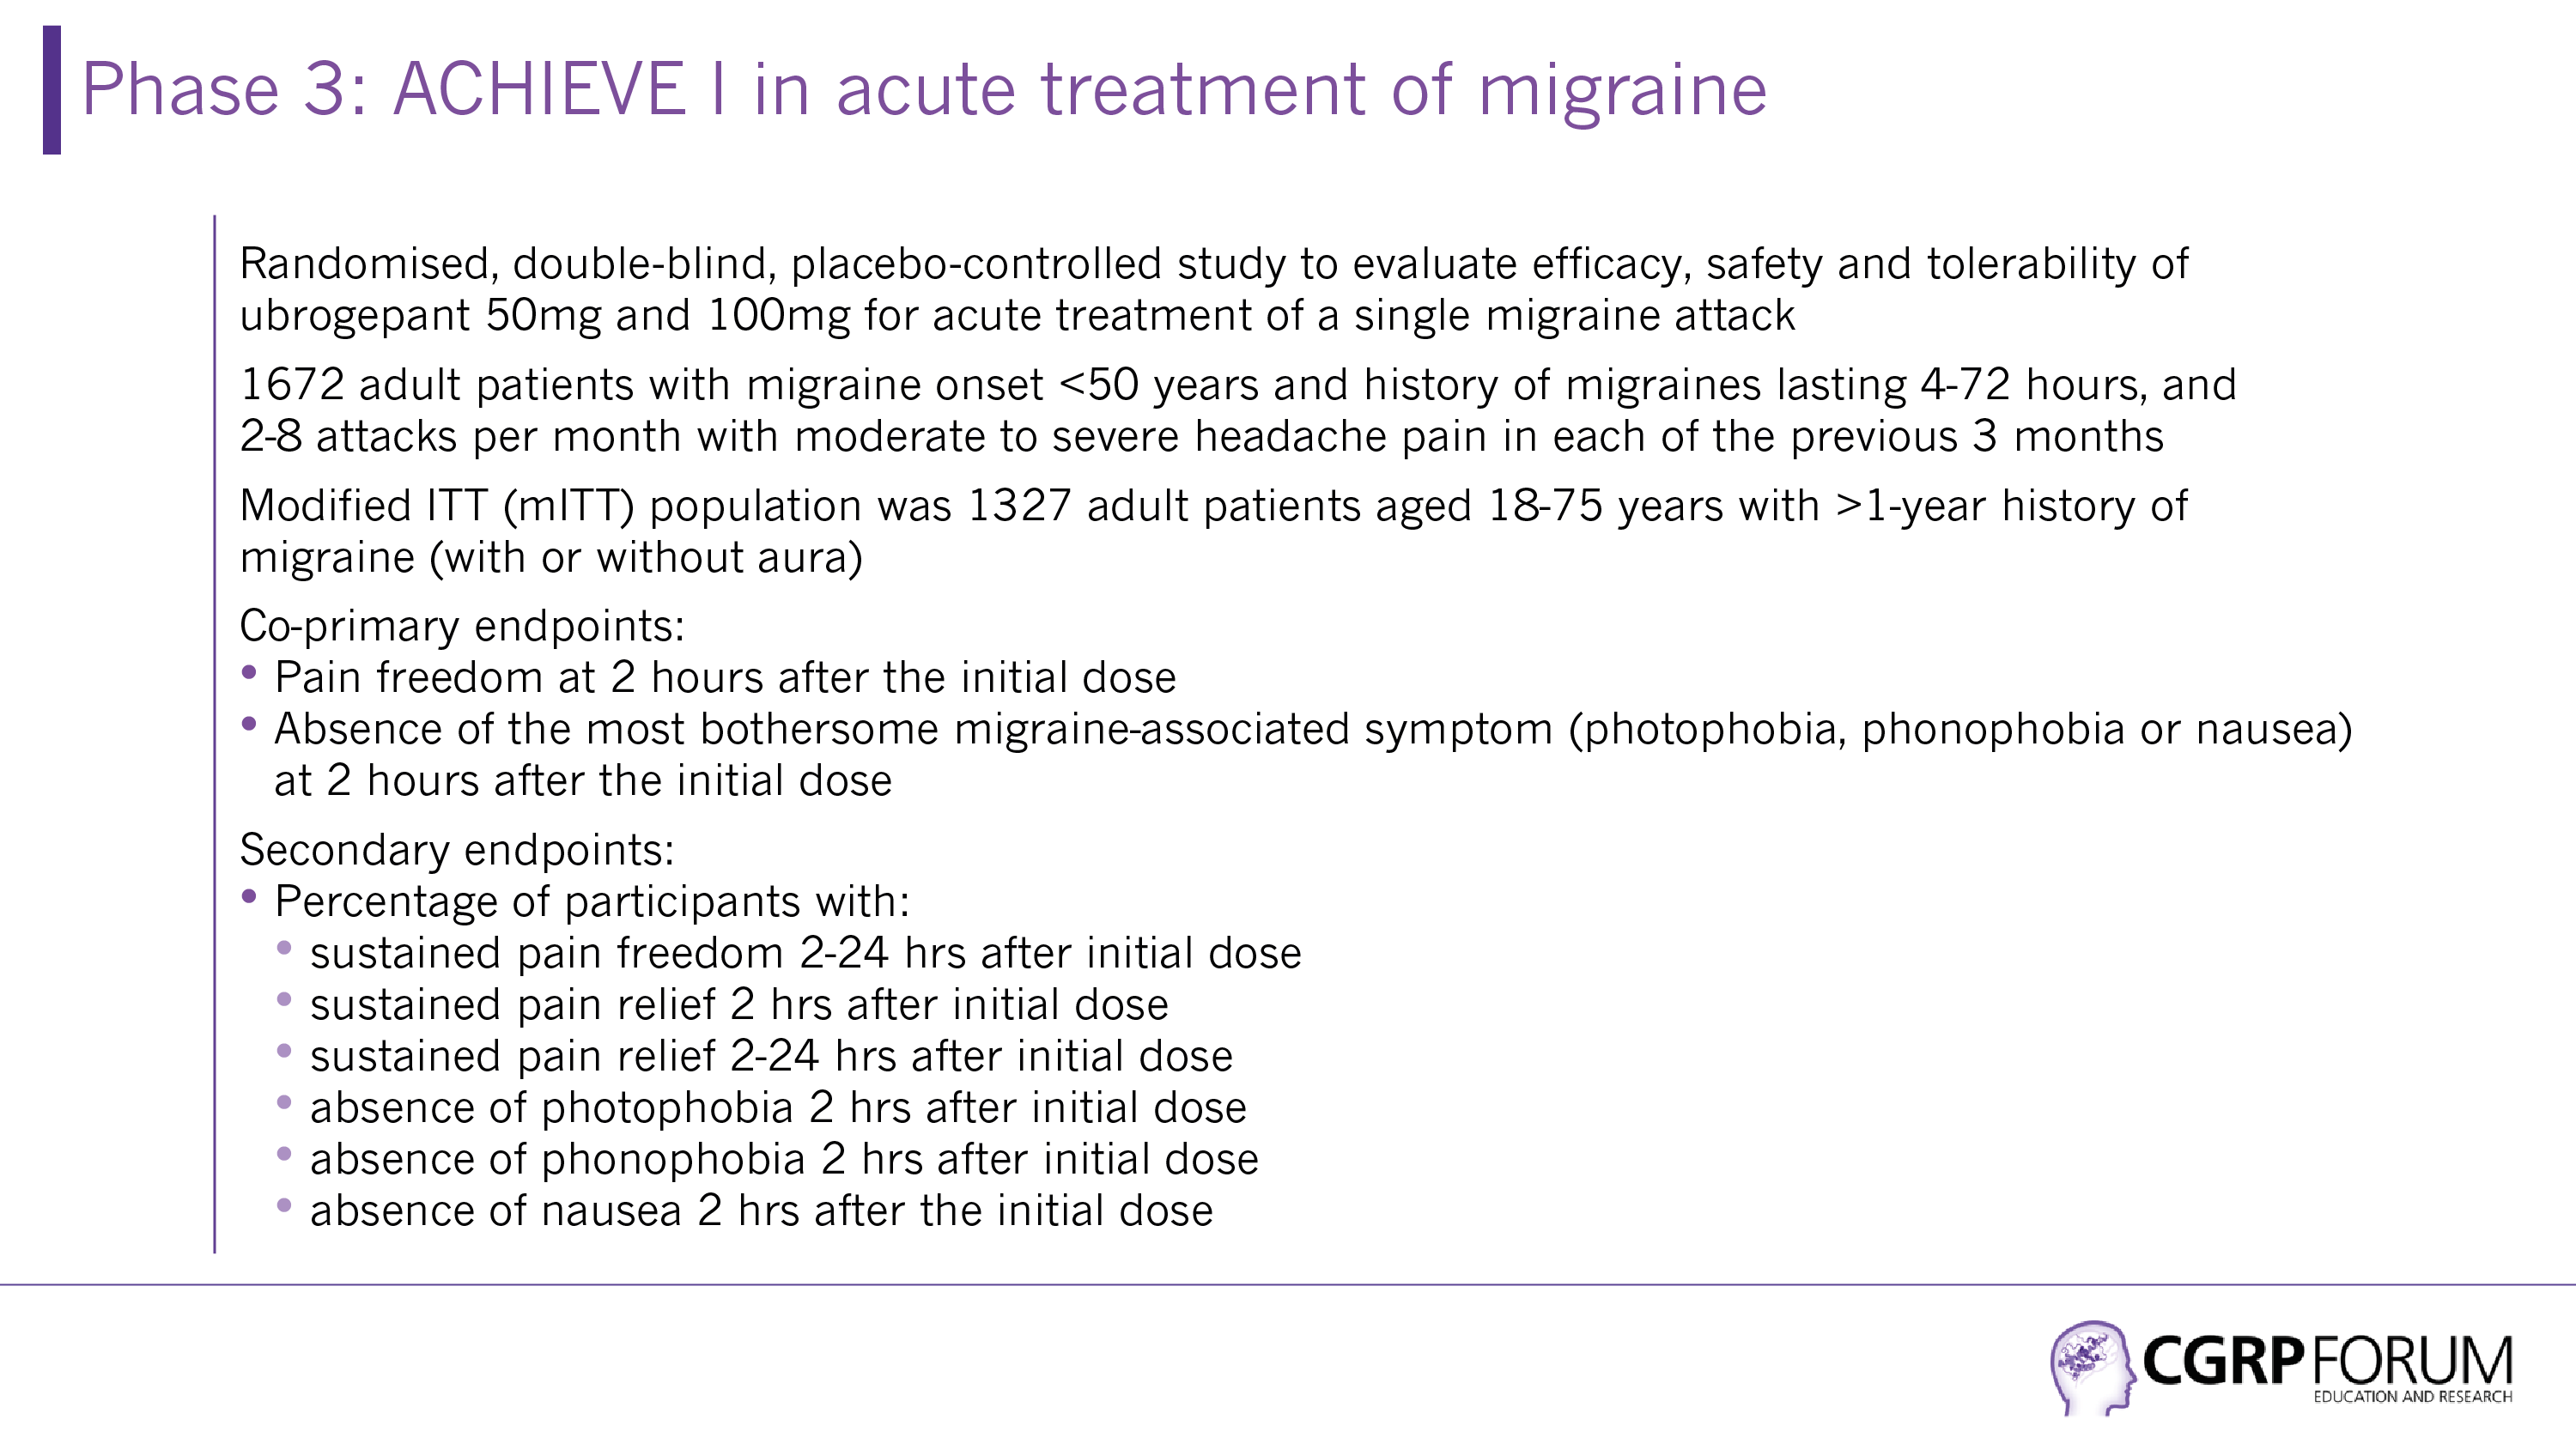 Phase 3: ACHIEVE I in acute treatment of migraine
Randomised, double-blind, placebo-controlled study to evaluate efficacy, safety and tolerability of
ubrogepant 50mg and 100mg for acute treatment of a single migraine attack
1672 adult patients with migraine onset <50 years and history of migraines lasting 4-72 hours, and
2-8 attacks per month with moderate to severe headache pain in each of the previous 3 months
Modified ITT (mITT) population was 1327 adult patients aged 18-75 years with >1-year history of
migraine (with or without aura)
Co-primary endpoints:
• Pain freedom at 2 hours after the initial dose
• Absence of the most bothersome migraine-associated symptom (photophobia, phonophobia or nausea)
at 2 hours after the initial dose
Secondary endpoints:
• Percentage of participants with:
• sustained pain freedom 2-24 hrs after initial dose
• sustained pain relief 2 hrs after initial dose
• sustained pain relief 2-24 hrs after initial dose
• absence of photophobia 2 hrs after initial dose
• absence of phonophobia 2 hrs after initial dose
• absence of nausea 2 hrs after the initial dose
CGRP FORUM
EDUCATION AND RESEARCH